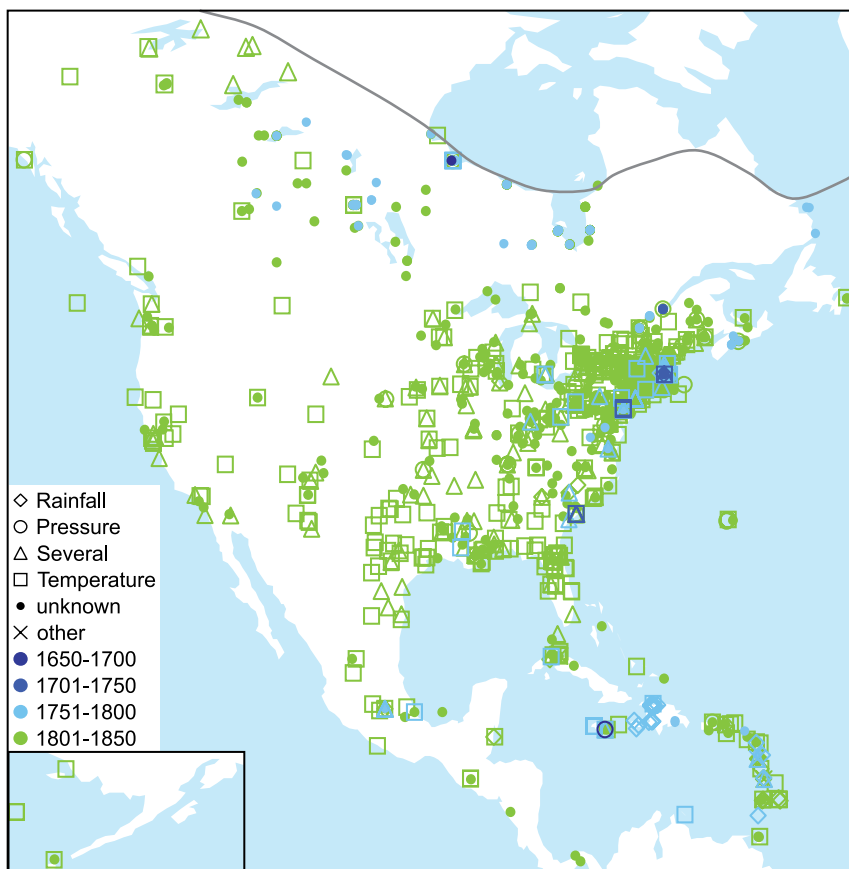 Rainfall
Pressure
Several
Temperature
unknown
other
1650-1700
1701-1750
1751-1800
1801-1850